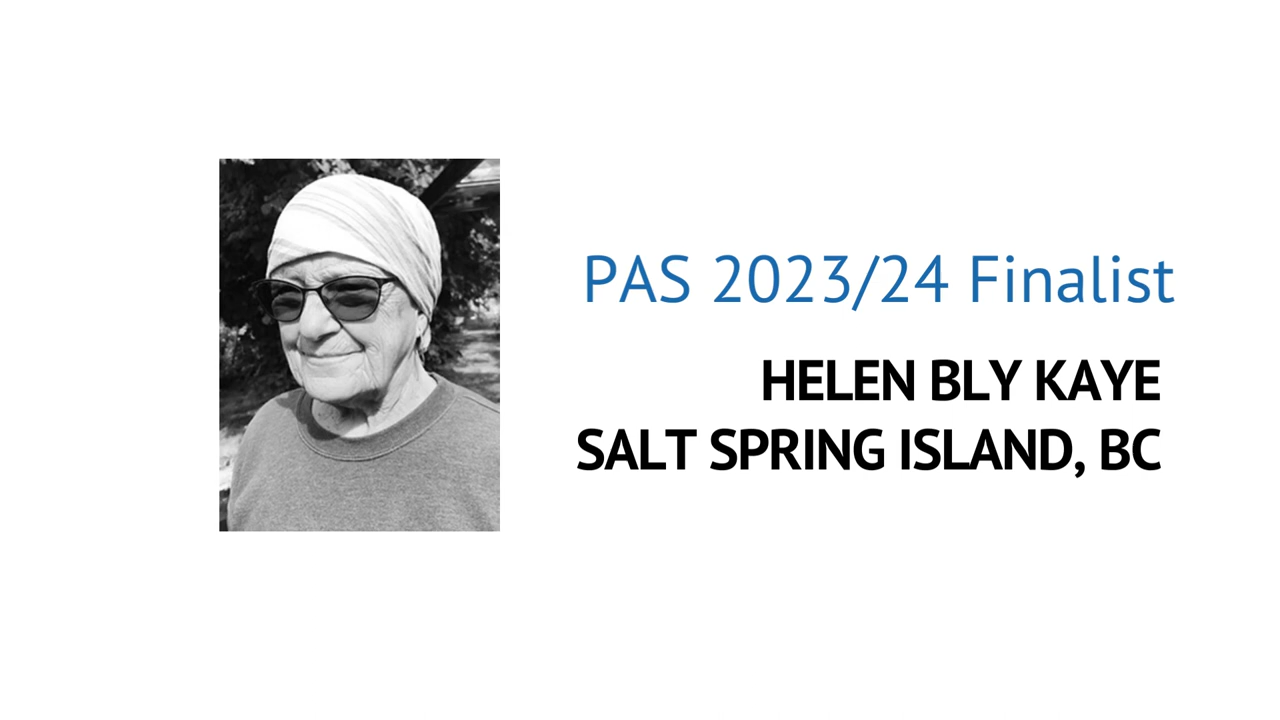 PAS 2023/24 Finalist
HELEN BLY KAYE
SALT SPRING ISLAND, BC